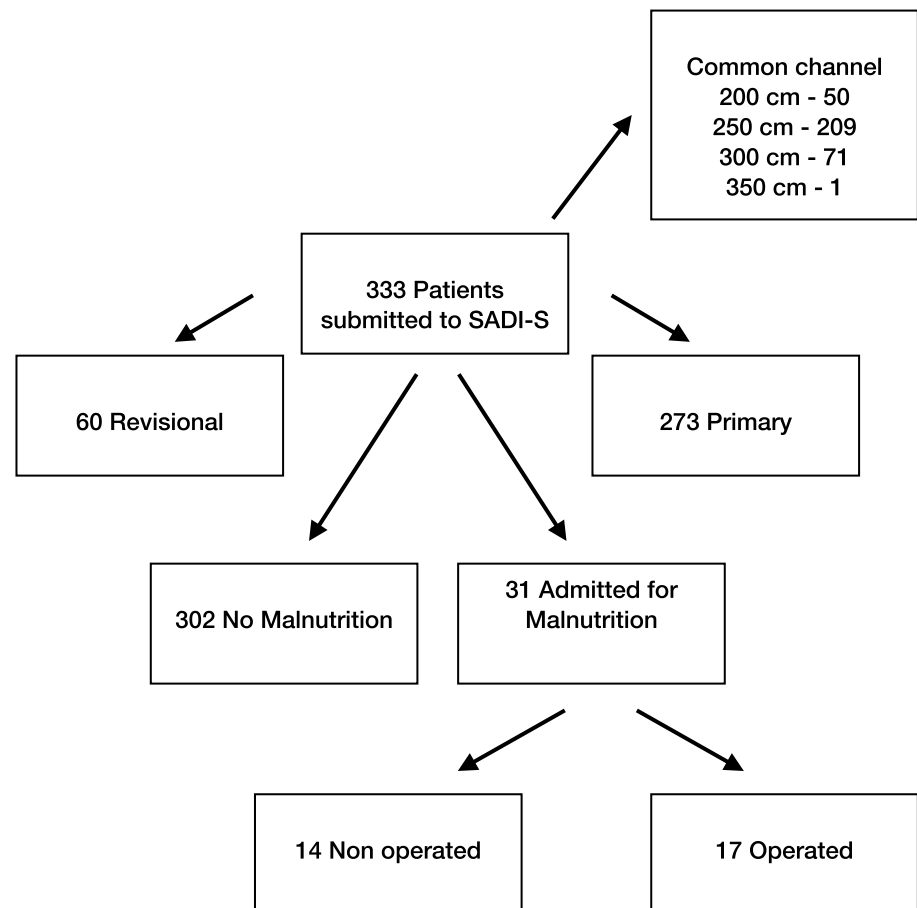 Common channel
200 cm - 50
250 cm - 209
300 cm - 71
350 cm - 1
333 Patients
submitted to SADI-S
60 Revisional
273 Primary
302 No Malnutrition
31 Admitted for
Malnutrition
14 Non operated
17 Operated